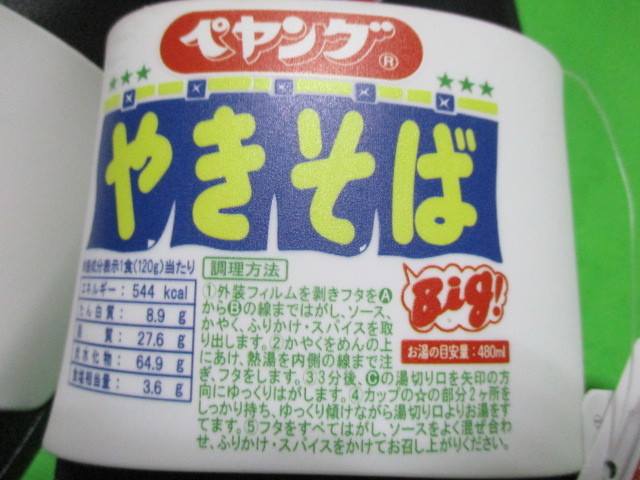 ペヤング®
やきそば
Big!
お湯の目安量：480ml
成分表示1食(120g)当たり
エネルギー： 544 kcal
たん白質： 8.9 g
脂質： 27.6 g
炭水化物： 64.9 g
食塩相当量： 3.6 g
調理方法
①外装フィルムを剥きフタをⒶ
からⒷの線まではがし、ソース、
かやく、ふりかけ・スパイスを取
り出します。②かやくをめんの上
にあけ、熱湯を内側の線まで注
ぎ、フタをします。③3分後、Ⓒの湯切り口を矢印の方
向にゆっくりはがします。④カップの☆の部分2ヶ所を
しっかり持ち、ゆっくり傾けながら湯切り口よりお湯をす
てます。⑤フタをすべてはがし、ソースをよく混ぜ合わ
せ、ふりかけ・スパイスをかけてお召し上がりください。